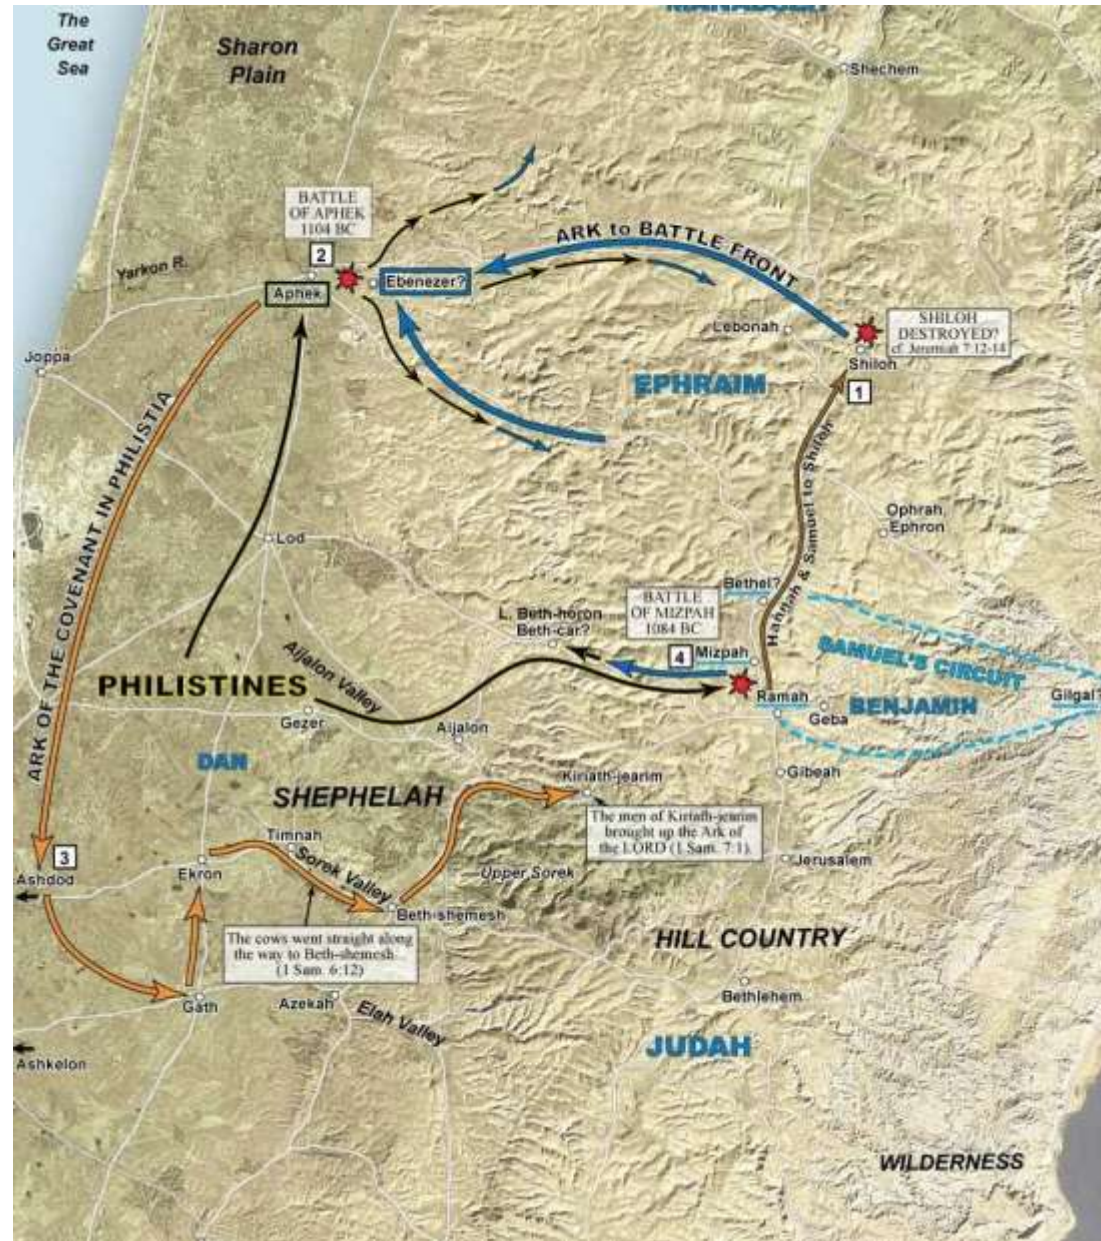 The
Great
Sea
Sharon
Plain
MANASSEH
Shechem
BATTLE
OF APHEK
1104 BC
2
ARK to BATTLE FRONT
Yarkon R.
Ebenezer?
Aphek
SHILOH
DESTROYED?
cf. Jeremiah 7:12-14
Lebonah
Joppa
Shiloh
EPHRAIM
1
ARK OF THE COVENANT IN PHILISTIA
Hannah & Samuel to Shiloh
Ophrah,
Ephron
Lod
Bethel?
BATTLE
OF MIZPAH
1084 BC
L. Beth-horon
Beth-car?
Mizpah
4
SAMUEL'S CIRCUIT
Aijalon Valley
PHILISTINES
Ramah
Gilgal?
Geba
BENJAMIN
Gezer
Aijalon
DAN
Kiriath-jearim
Gibeah
SHEPHELAH
The men of Kiriath-jearim
brought up the Ark of
the LORD (1 Sam. 7:1).
Timnah
Sorek Valley
3
Ashdod
Ekron
Upper Sorek
Jerusalem
Beth-shemesh
The cows went straight along
the way to Beth-shemesh
(1 Sam. 6:12)
HILL COUNTRY
Gath
Azekah
Elah Valley
Bethlehem
JUDAH
Ashkelon
WILDERNESS